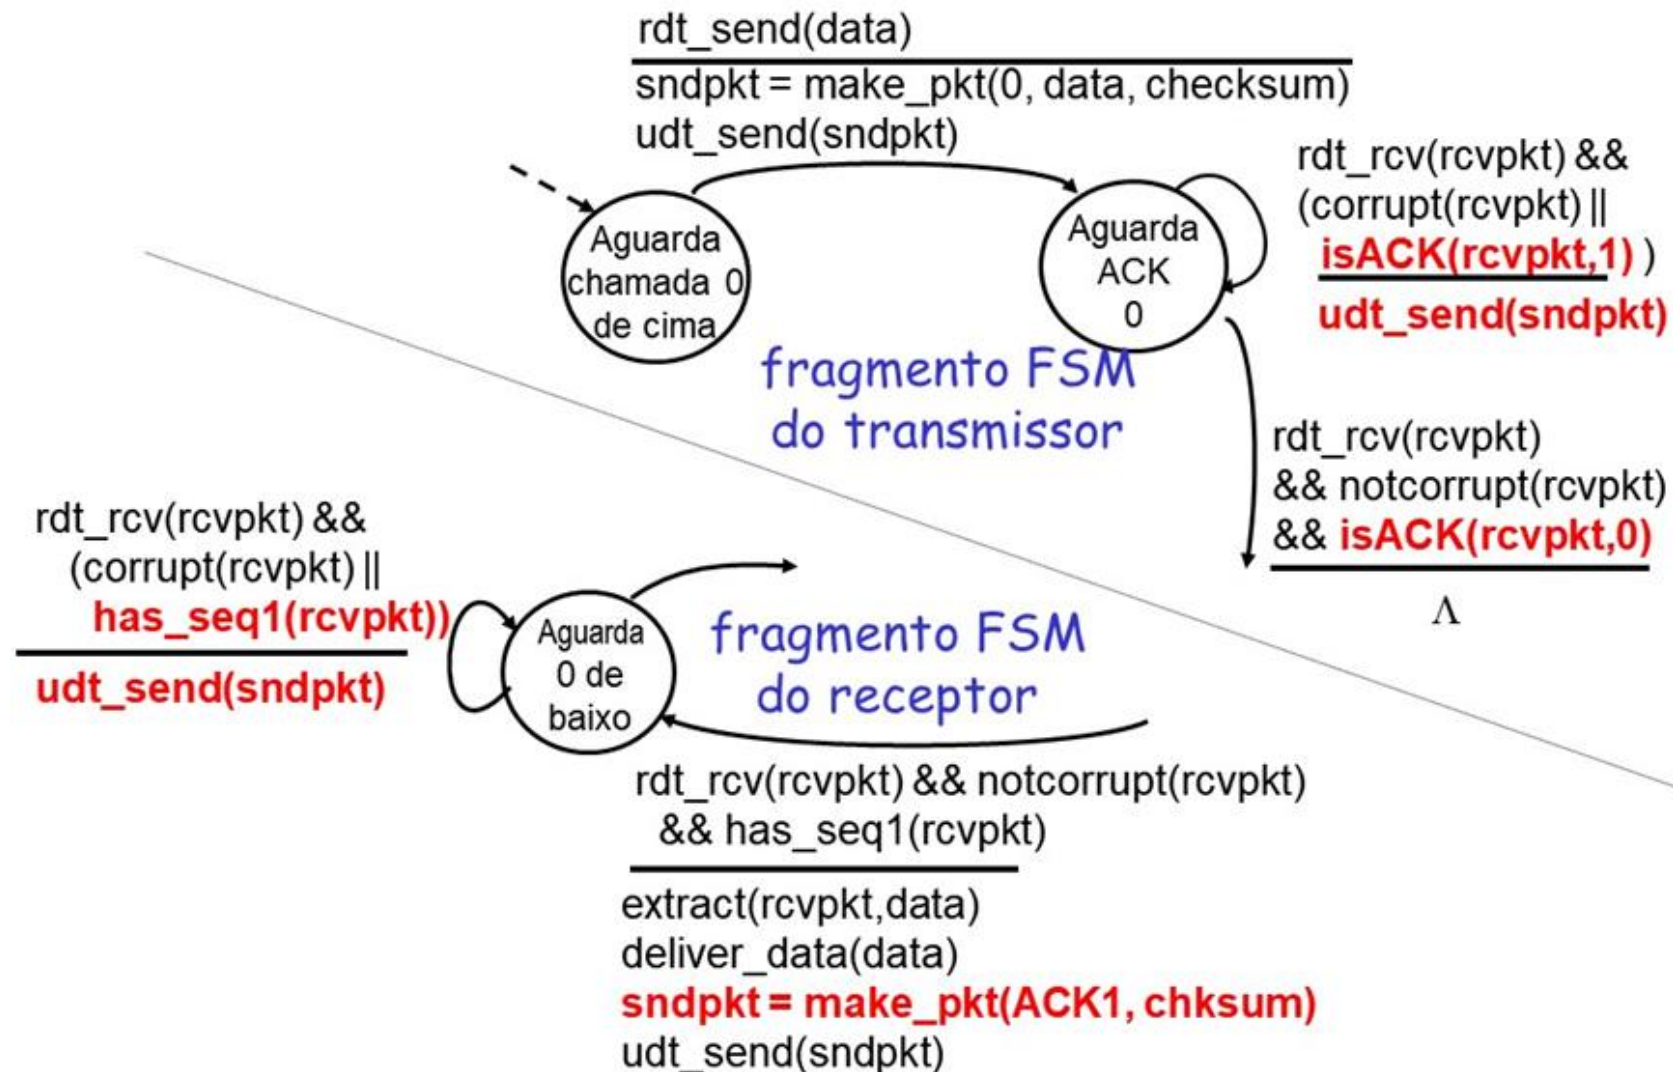 rdt_send(data)
sndpkt = make_pkt(0, data, checksum)
udt_send(sndpkt)
Aguarda
chamada 0
de cima
Aguarda
ACK
0
rdt_rcv(rcvpkt) &&
(corrupt(rcvpkt) ||
isACK(rcvpkt,1) )
udt_send(sndpkt)
fragmento FSM
do transmissor
rdt_rcv(rcvpkt)
&& notcorrupt(rcvpkt)
&& isACK(rcvpkt,0)
Λ
rdt_rcv(rcvpkt) &&
(corrupt(rcvpkt) ||
has_seq1(rcvpkt))
udt_send(sndpkt)
Aguarda
0 de
baixo
fragmento FSM
do receptor
rdt_rcv(rcvpkt) && notcorrupt(rcvpkt)
&& has_seq1(rcvpkt)
extract(rcvpkt,data)
deliver_data(data)
sndpkt = make_pkt(ACK1, chksum)
udt_send(sndpkt)